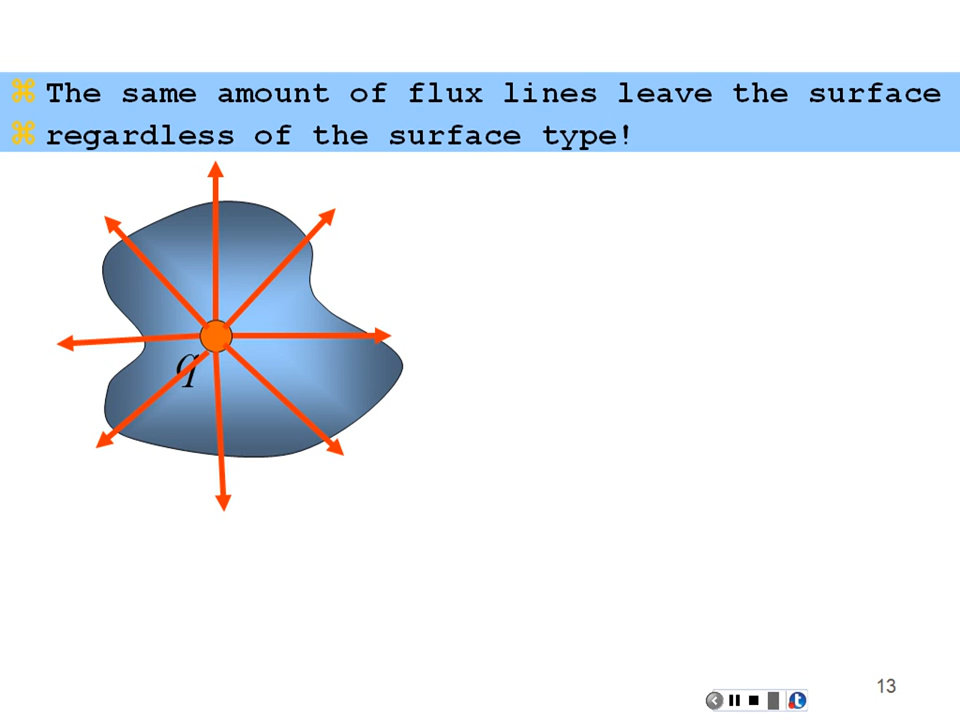 The same amount of flux lines leave the surface
regardless of the surface type!
q
13